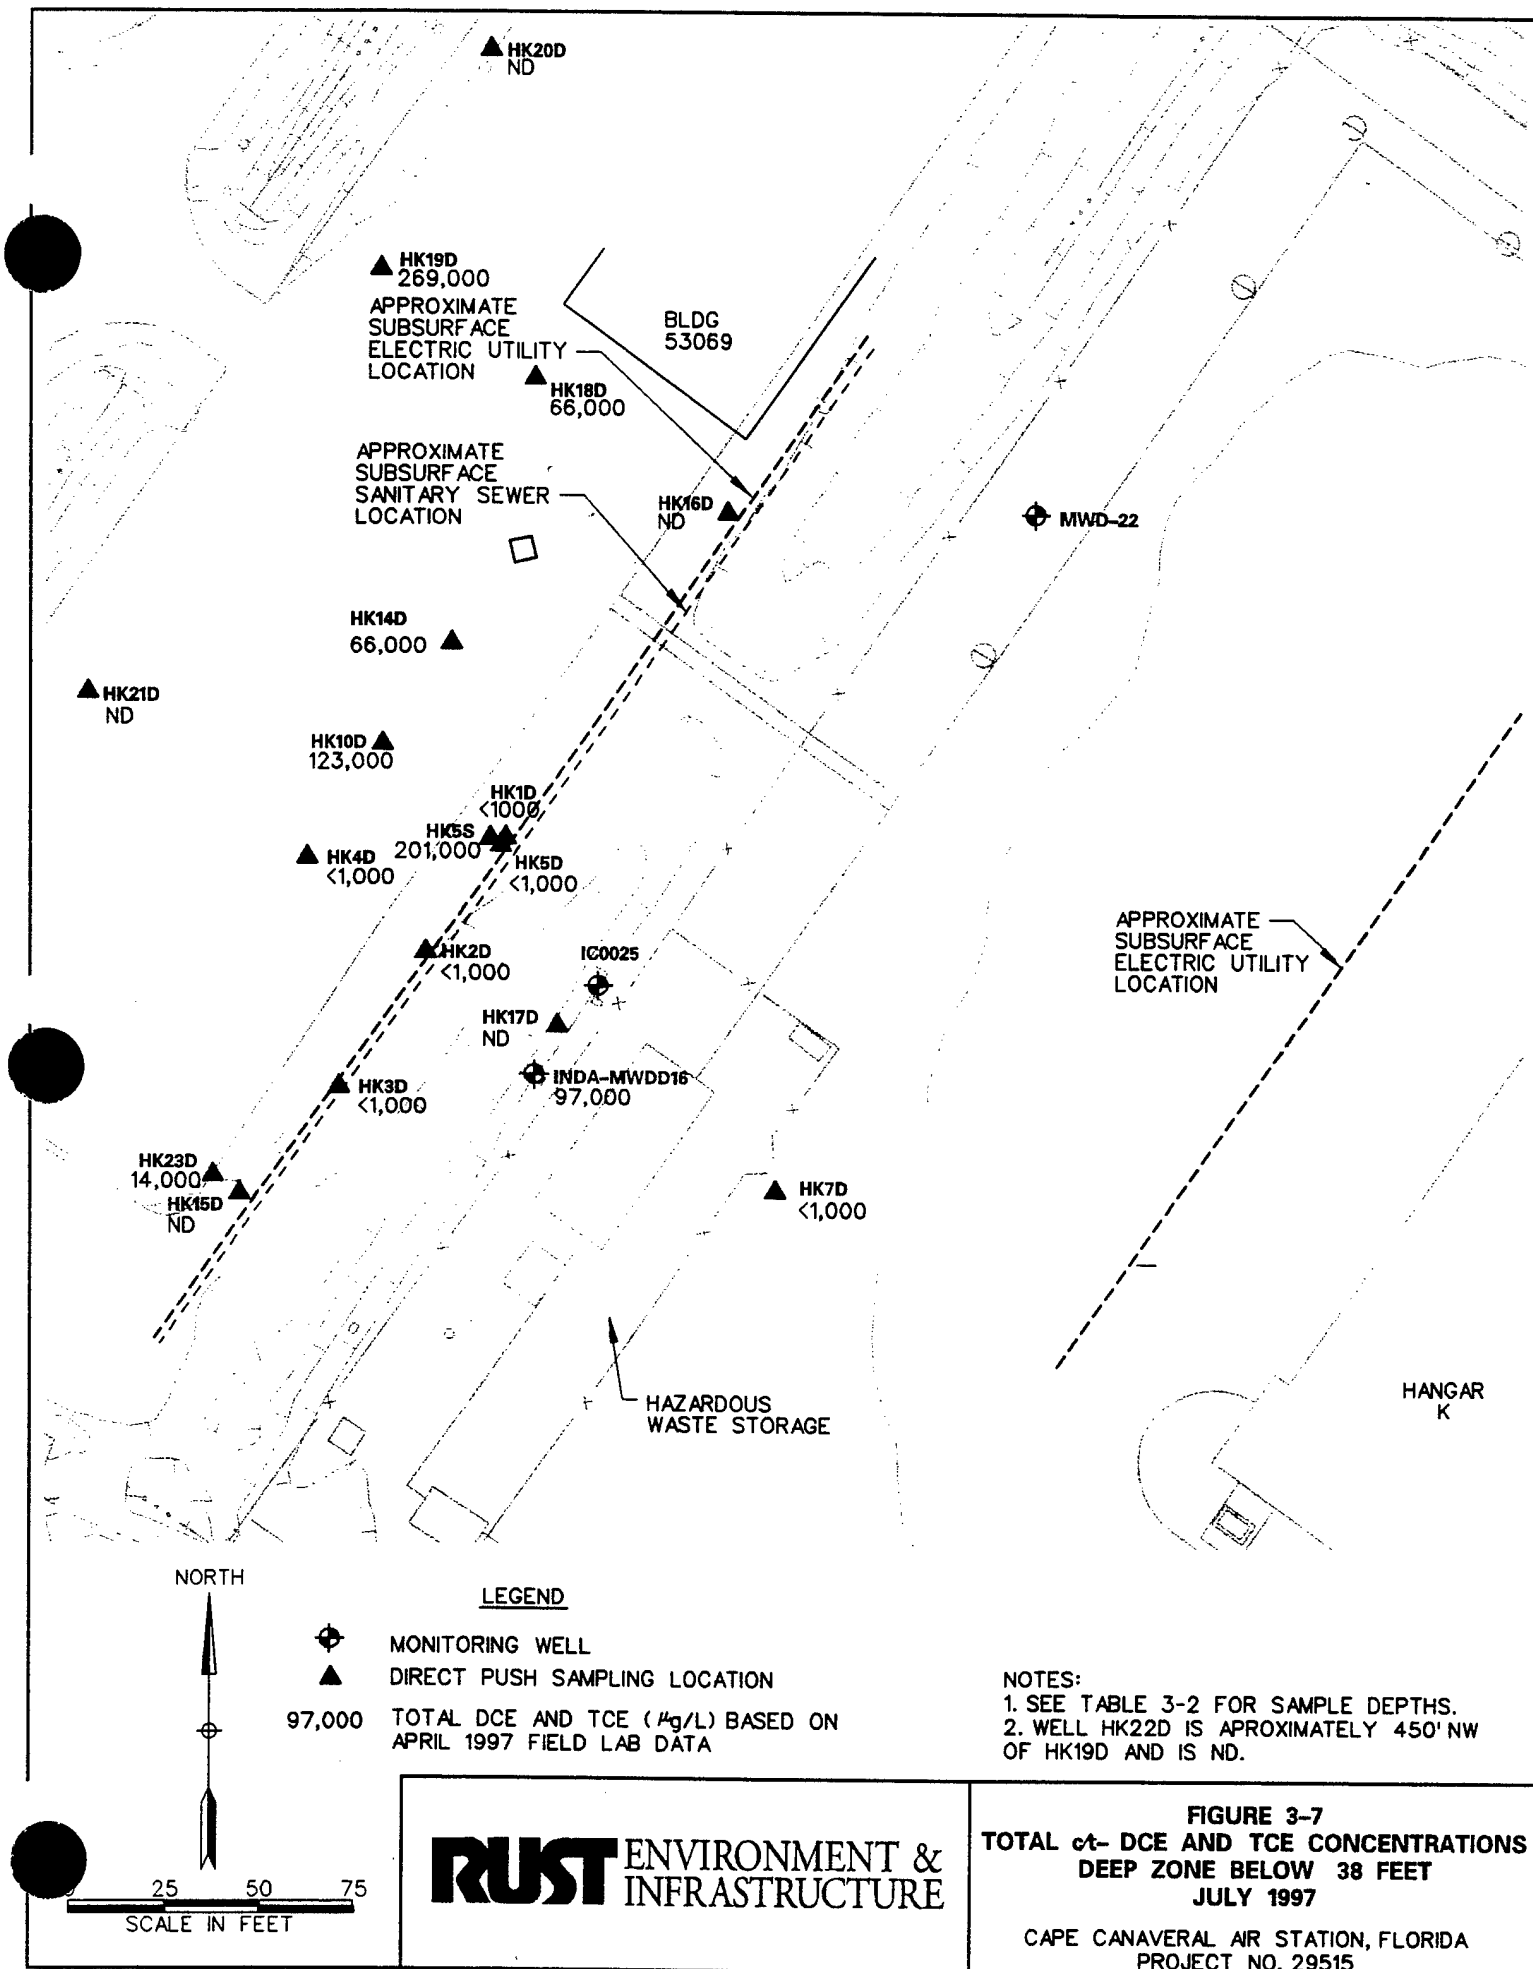 HK20D
ND
HK19D
269,000
APPROXIMATE
SUBSURFACE
ELECTRIC UTILITY
LOCATION
BLDG
53069
HK18D
66,000
APPROXIMATE
SUBSURFACE
SANITARY SEWER
LOCATION
HK16D
ND
MWD-22
HK14D
66,000
HK21D
ND
HK10D
123,000
HK1D
<1000
HK5S
201,000
HK4D
<1,000
HK5D
<1,000
APPROXIMATE
SUBSURFACE
ELECTRIC UTILITY
LOCATION
HK2D
<1,000
IC0025
HK17D
ND
INDA-MWDD16
97,000
HK3D
<1,000
HK23D
14,000
HK15D
ND
HK7D
<1,000
HAZARDOUS
WASTE STORAGE
HANGAR
K
NORTH
LEGEND
MONITORING WELL
DIRECT PUSH SAMPLING LOCATION
97,000 TOTAL DCE AND TCE (μg/L) BASED ON
APRIL 1997 FIELD LAB DATA
NOTES:
1. SEE TABLE 3-2 FOR SAMPLE DEPTHS.
2. WELL HK22D IS APROXIMATELY 450' NW
OF HK19D AND IS ND.
25 50 75
SCALE IN FEET
RUST ENVIRONMENT &
INFRASTRUCTURE
FIGURE 3-7
TOTAL ct- DCE AND TCE CONCENTRATIONS
DEEP ZONE BELOW 38 FEET
JULY 1997
CAPE CANAVERAL AIR STATION, FLORIDA
PROJECT NO. 29515